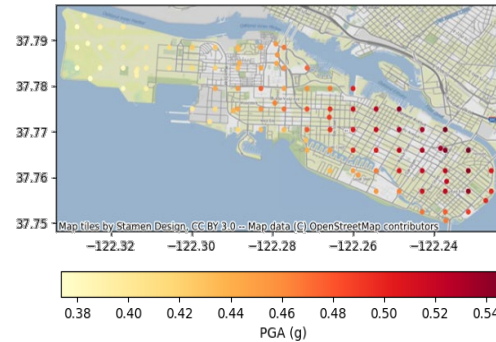 37.79
37.78
37.77
37.76
37.75
Map tiles by Stamen Design, CC BY 3.0 -- Map data (C) OpenStreetMap contributors
−122.32 −122.30 −122.28 −122.26 −122.24
0.38 0.40 0.42 0.44 0.46 0.48 0.50 0.52 0.54
PGA (g)